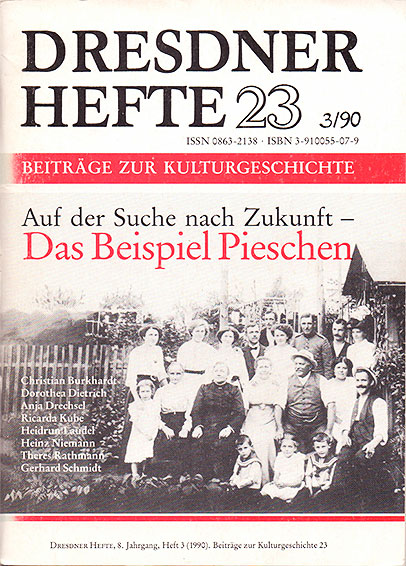 DRESDNER
HEFTE 23 3/90
ISSN 0863-2138 · ISBN 3-910055-07-9
BEITRÄGE ZUR KULTURGESCHICHTE
Auf der Suche nach Zukunft –
Das Beispiel Pieschen
Christian Burkhardt
Dorothea Dietrich
Anja Drechsel
Ricarda Kube
Heidrun Laudel
Heinz Niemann
Theres Rathmann
Gerhard Schmidt
DRESDNER HEFTE, 8. Jahrgang, Heft 3 (1990). Beiträge zur Kulturgeschichte 23